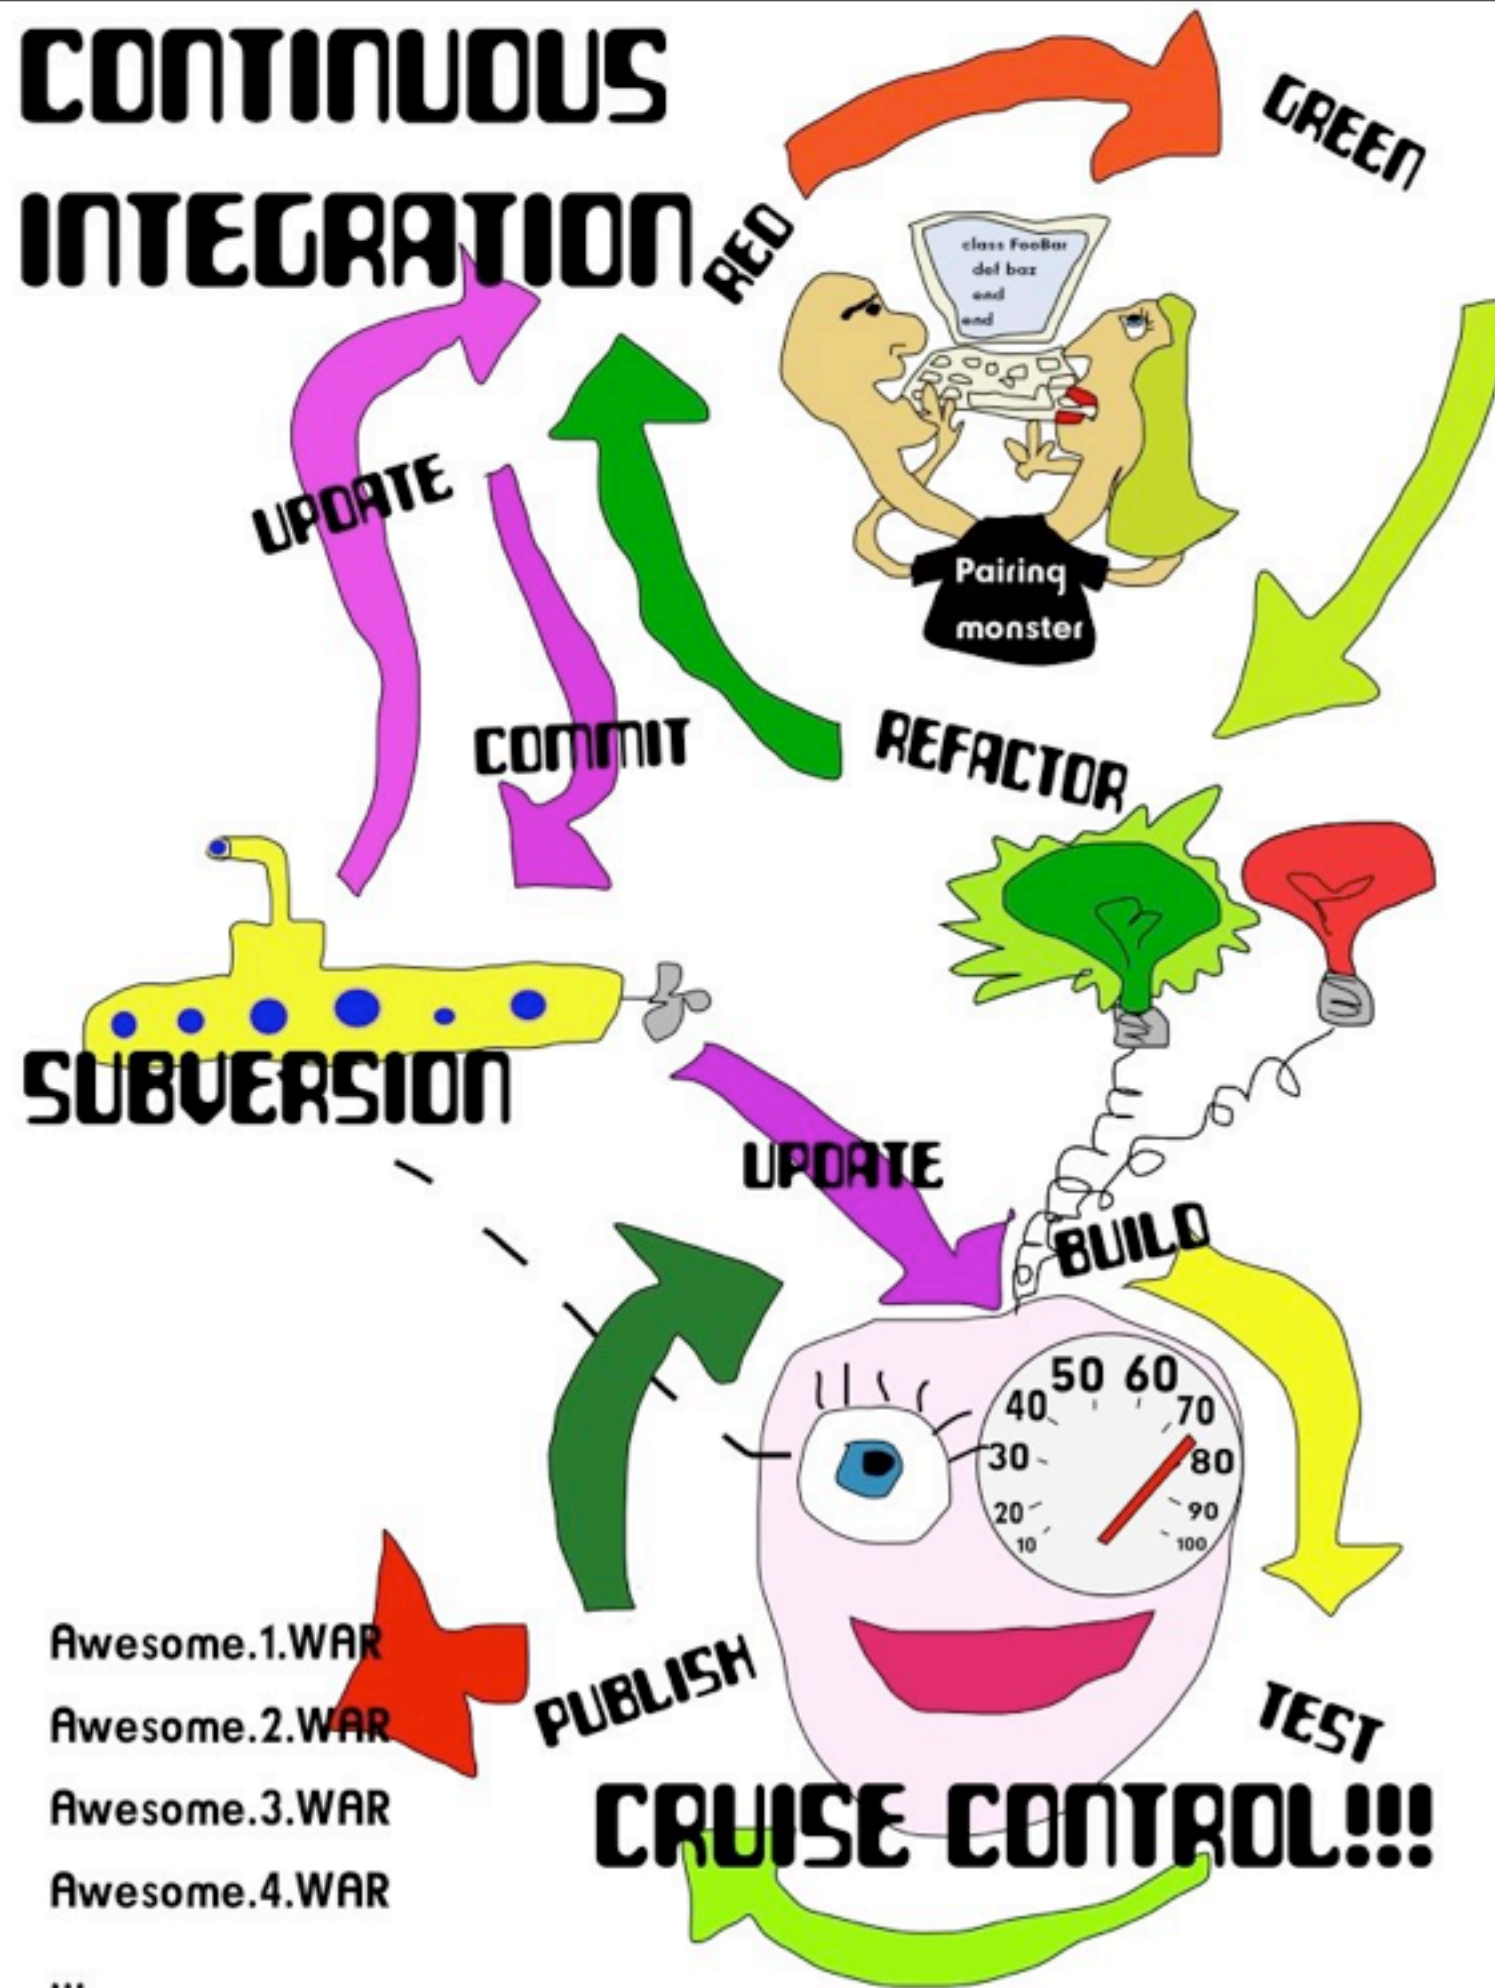 CONTINUOUS
INTEGRATION
RED
GREEN
class FooBar
def baz
end
end
Pairing
monster
UPDATE
COMMIT
REFACTOR
SUBVERSION
UPDATE
BUILD
50 60
40 70
30 80
20 90
10 100
Awesome.1.WAR
Awesome.2.WAR
Awesome.3.WAR
Awesome.4.WAR
...
PUBLISH
TEST
CRUISE CONTROL!!!